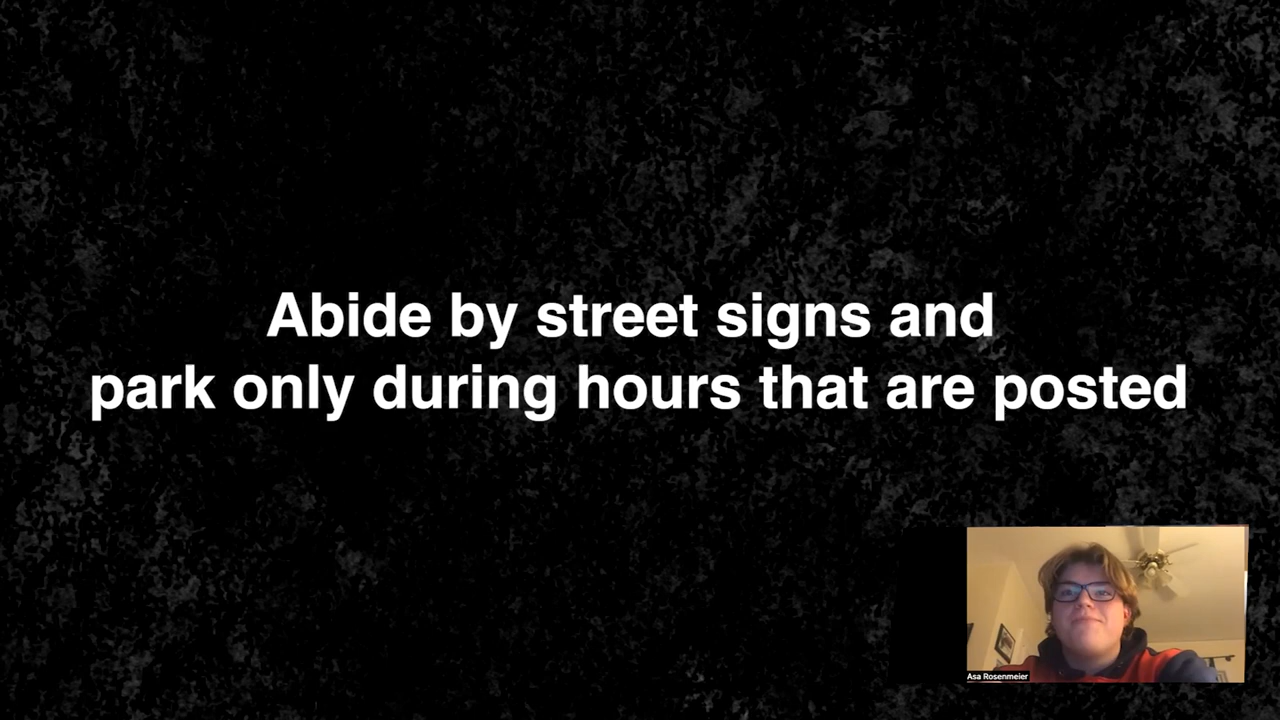 Abide by street signs and
park only during hours that are posted
Asa Rosenmeier